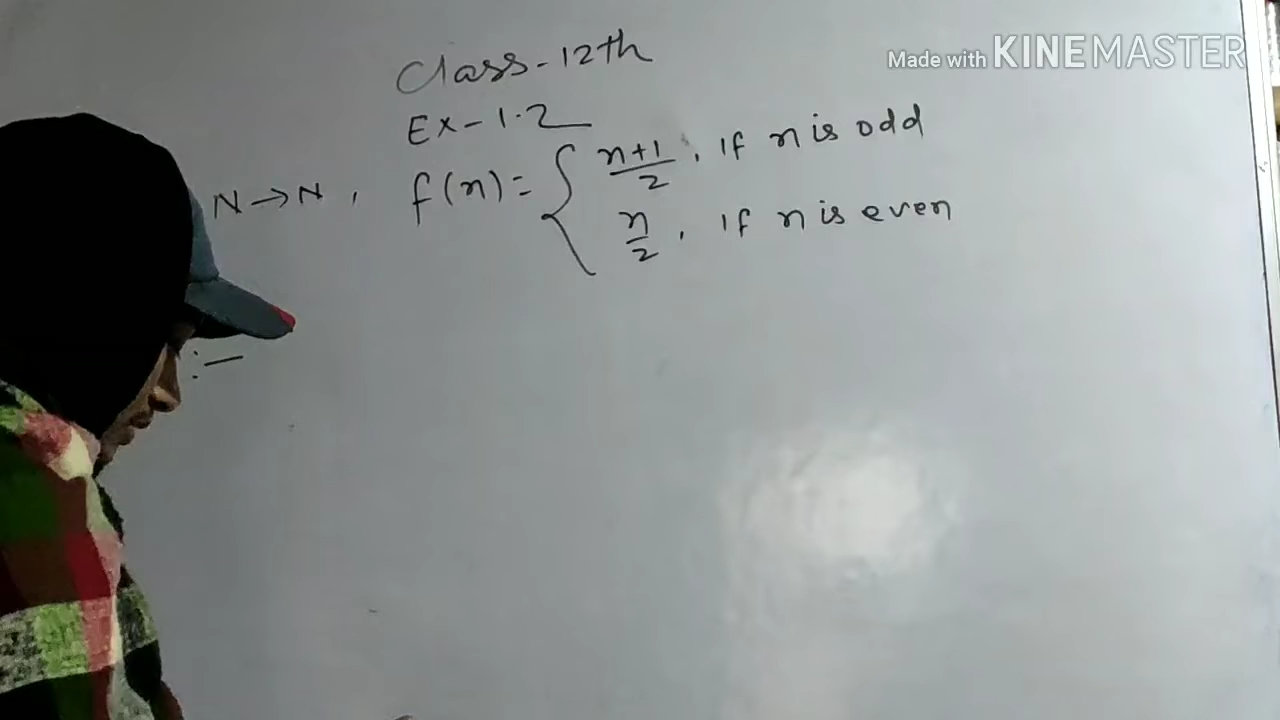 Made with KINEMASTER
Class-12th
Ex-1.2
N→N, f(n)= { n+1/2, if n is odd
n/2, if n is even
:-